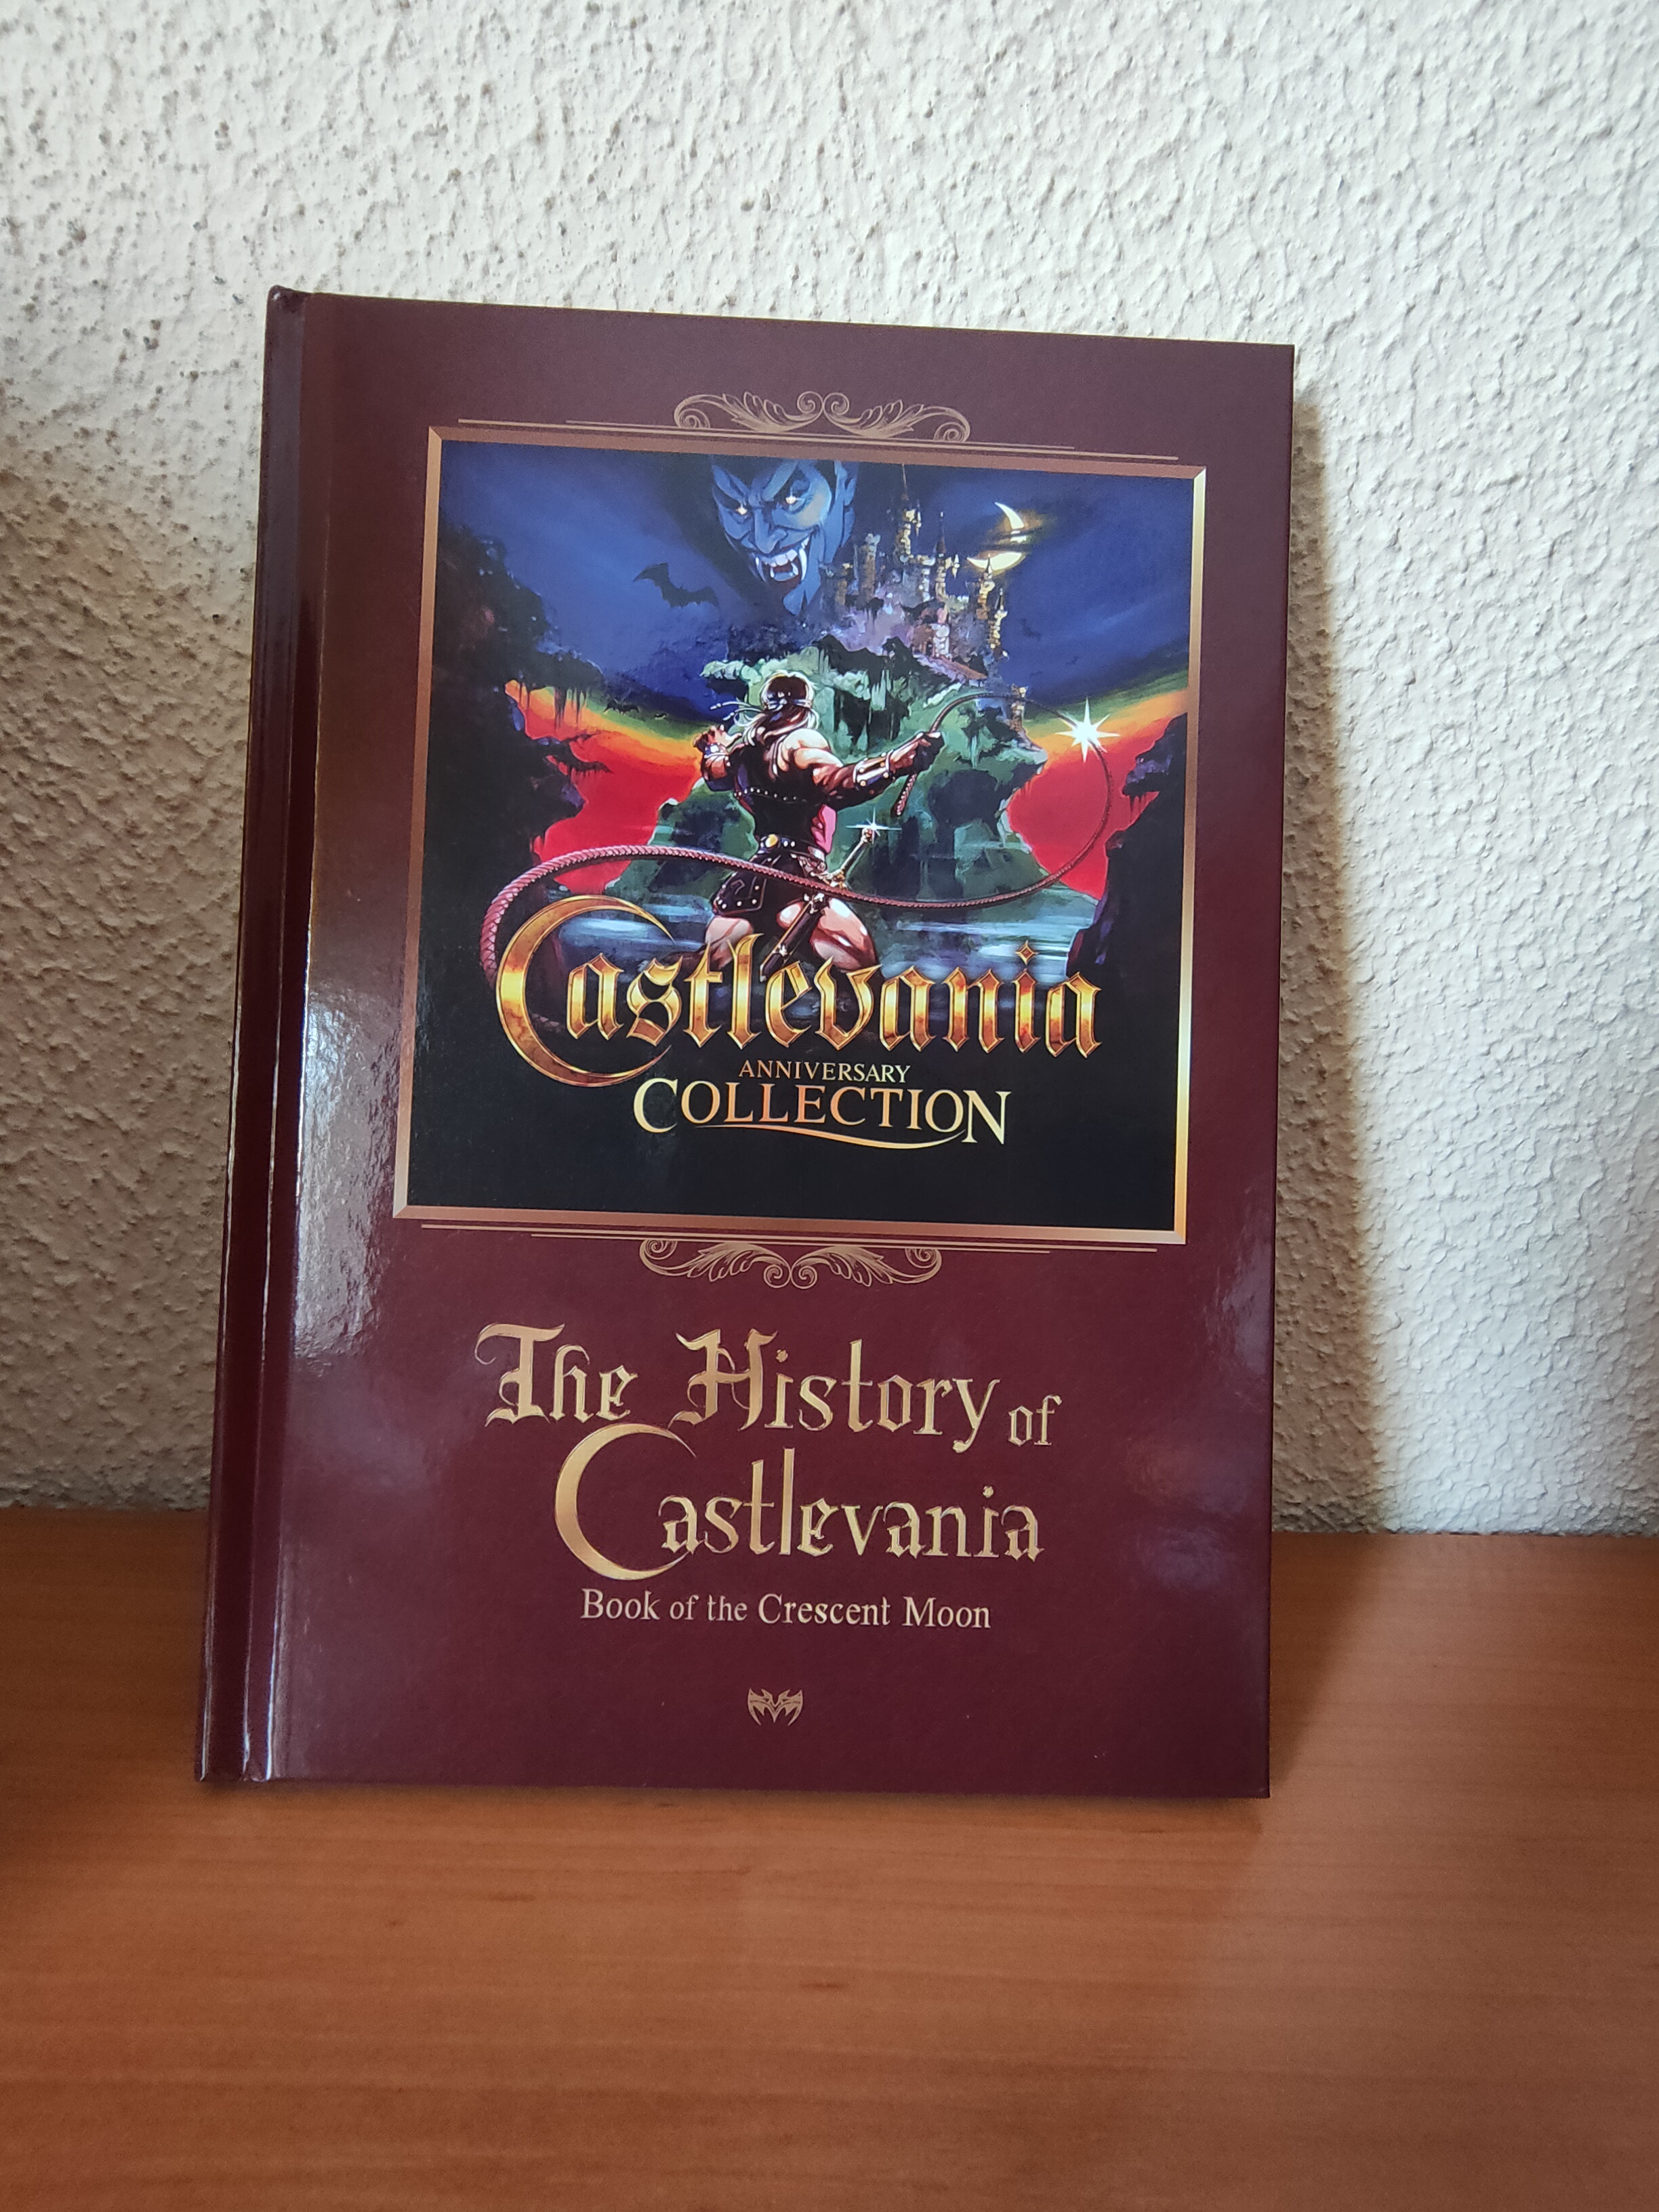 Castlevania
ANNIVERSARY
COLLECTION
The History of
Castlevania
Book of the Crescent Moon